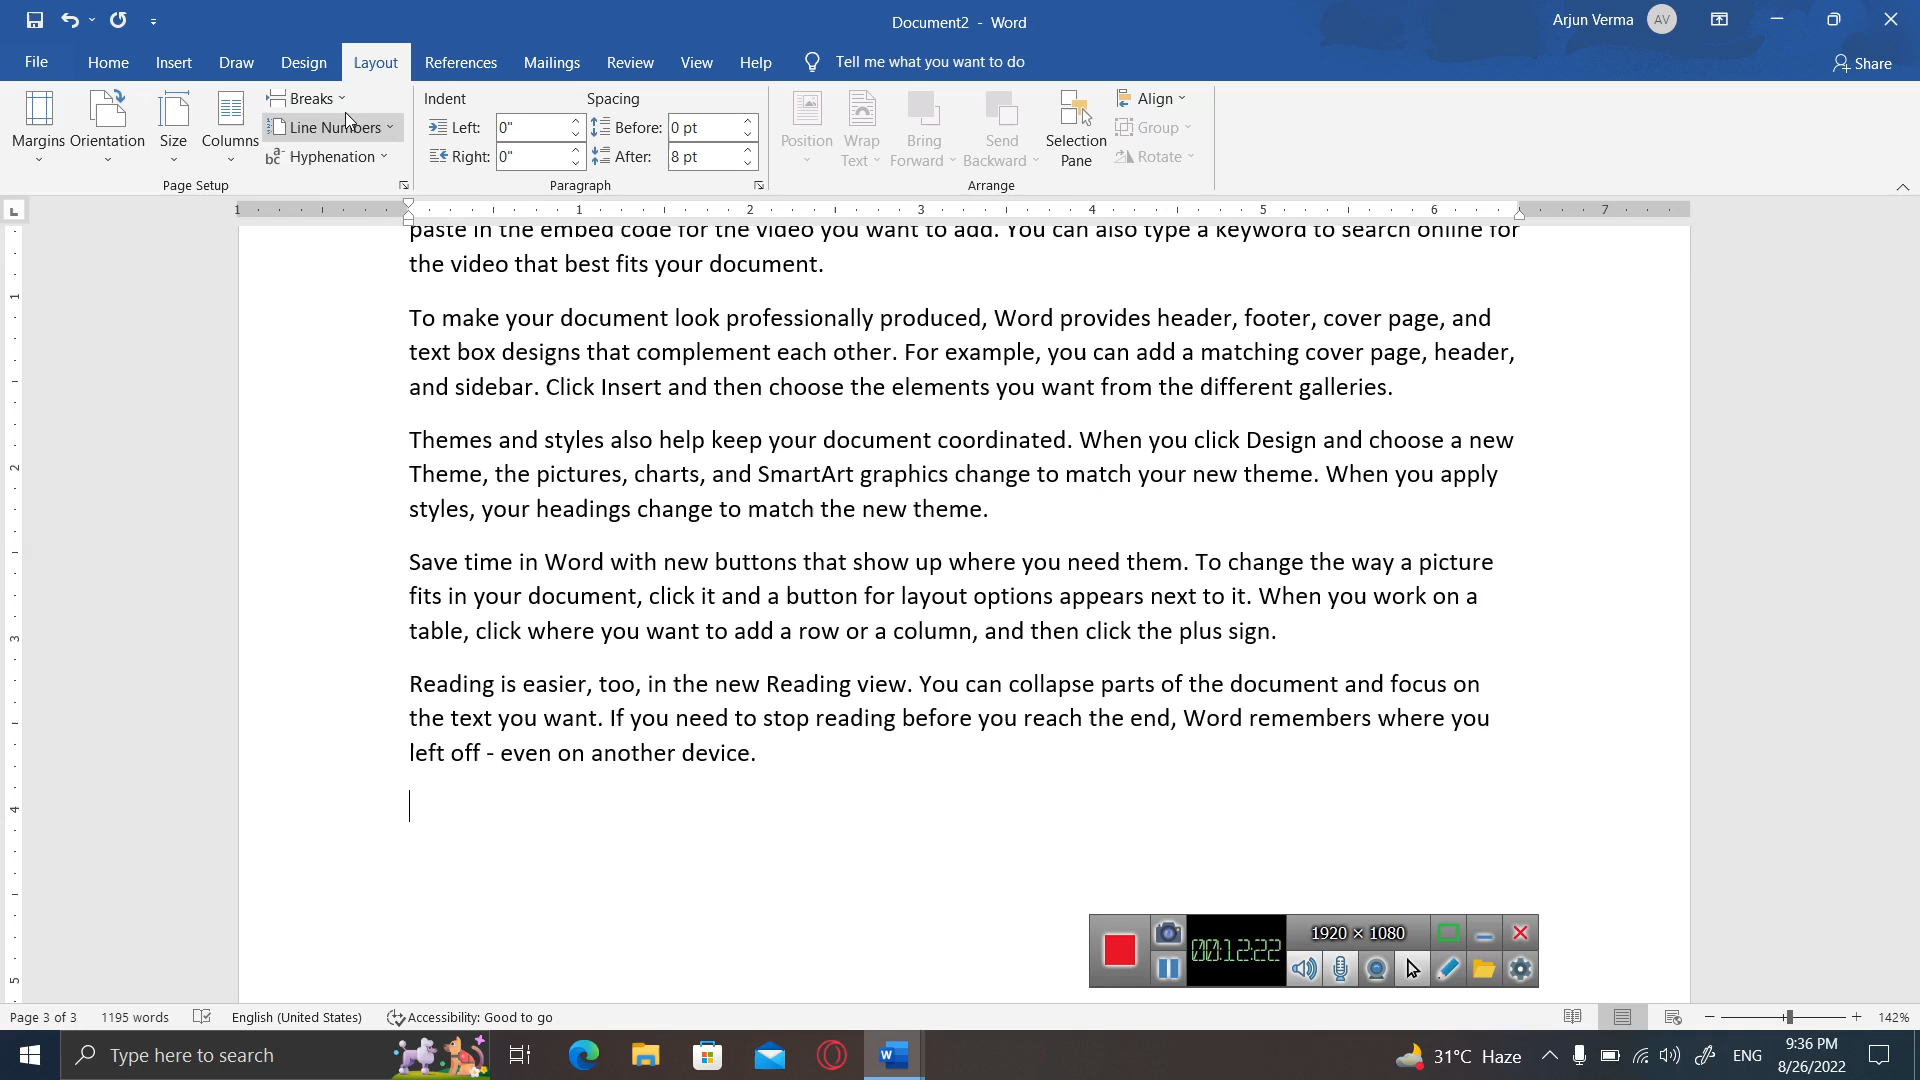 Document2 - Word
Arjun Verma AV
File Home Insert Draw Design Layout References Mailings Review View Help Tell me what you want to do Share
Margins Orientation Size Columns
Breaks
Line Numbers
Hyphenation
Page Setup
Indent Spacing
Left: 0" Before: 0 pt
Right: 0" After: 8 pt
Paragraph
Position Wrap Text Bring Forward Send Backward Selection Pane
Align
Group
Rotate
Arrange
1 1 2 3 4 5 6 7
1
2
3
4
5
paste in the embed code for the video you want to add. You can also type a keyword to search online for
the video that best fits your document.
To make your document look professionally produced, Word provides header, footer, cover page, and
text box designs that complement each other. For example, you can add a matching cover page, header,
and sidebar. Click Insert and then choose the elements you want from the different galleries.
Themes and styles also help keep your document coordinated. When you click Design and choose a new
Theme, the pictures, charts, and SmartArt graphics change to match your new theme. When you apply
styles, your headings change to match the new theme.
Save time in Word with new buttons that show up where you need them. To change the way a picture
fits in your document, click it and a button for layout options appears next to it. When you work on a
table, click where you want to add a row or a column, and then click the plus sign.
Reading is easier, too, in the new Reading view. You can collapse parts of the document and focus on
the text you want. If you need to stop reading before you reach the end, Word remembers where you
left off - even on another device.
00:12:22 1920 × 1080
Page 3 of 3 1195 words English (United States) Accessibility: Good to go 142%
Type here to search
31°C Haze ENG
9:36 PM
8/26/2022